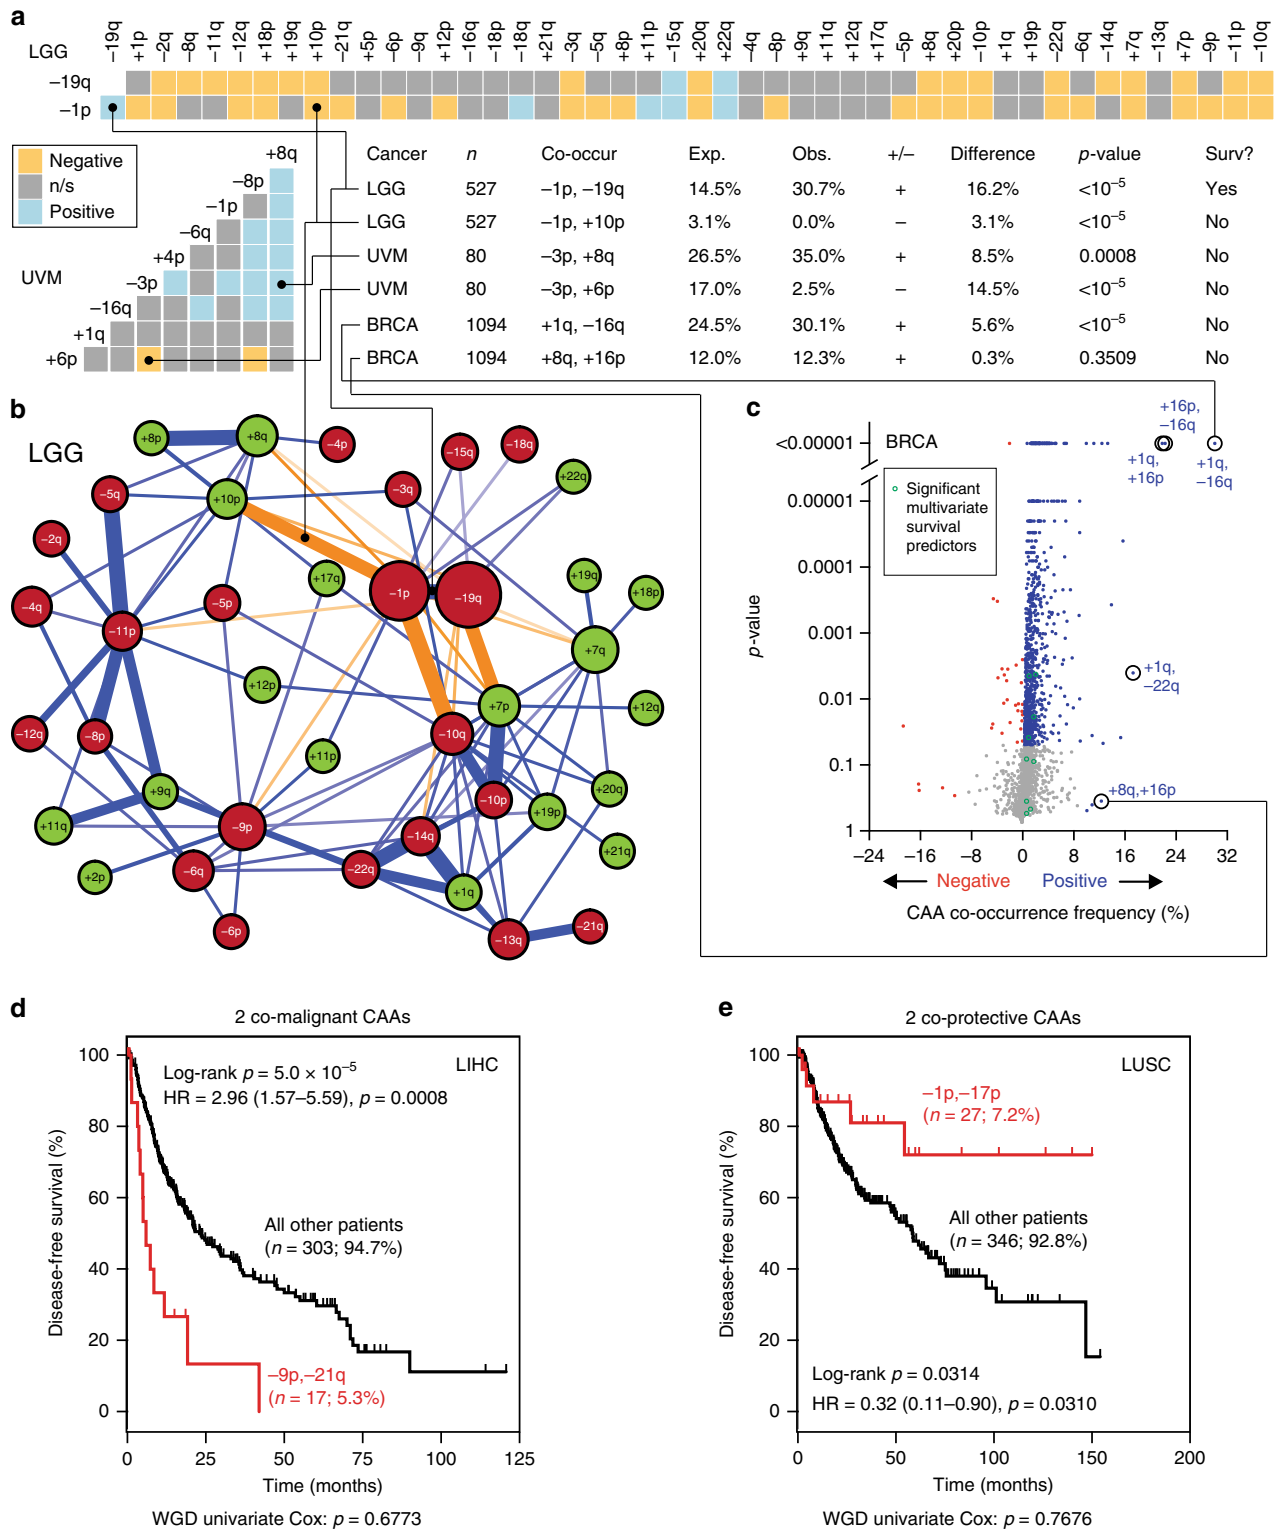 a
LGG
−19q +1p −2q −8q −11q −12q +18p +19q +10p −21q +5p −6p −9q +12p −16q −18p −18q +21q −3q −5q +8p +11p −15q +20q +22q −4q −8p +9q +11q +12q +17q −5p +8q +20p −10p +1q +19p −22q −6q −14q +7q −13q +7p −9p −11p −10q
−19q
−1p
Negative
n/s
Positive
UVM
+8q
−8p
−1p
−6q
+4p
−3p
−16q
+1q
+6p
Cancer n Co-occur Exp. Obs. +/− Difference p-value Surv?
LGG 527 −1p, −19q 14.5% 30.7% + 16.2% <10−5 Yes
LGG 527 −1p, +10p 3.1% 0.0% − 3.1% <10−5 No
UVM 80 −3p, +8q 26.5% 35.0% + 8.5% 0.0008 No
UVM 80 −3p, +6p 17.0% 2.5% − 14.5% <10−5 No
BRCA 1094 +1q, −16q 24.5% 30.1% + 5.6% <10−5 No
BRCA 1094 +8q, +16p 12.0% 12.3% + 0.3% 0.3509 No
b
LGG
+8p
+8q
−4p
−15q
−18q
−5q
+10p
−3q
+22q
−2q
+17q
−1p
−19q
+19q
+18p
−4q
−11p
−5p
+7q
+12p
+7p
+12q
−12q
−8p
+11p
−10q
+9q
−10p
+20q
+11q
−9p
−14q
+19p
+21q
+2p
−6q
−22q
+1q
−6p
−13q
−21q
c
BRCA
Significant
multivariate
survival
predictors
+16p,
−16q
+1q,
+16p
+1q,
−16q
+1q,
−22q
+8q,+16p
p-value
<0.00001
0.00001
0.0001
0.001
0.01
0.1
1
−24 −16 −8 0 8 16 24 32
Negative Positive
CAA co-occurrence frequency (%)
d
2 co-malignant CAAs
LIHC
Log-rank p = 5.0 × 10−5
HR = 2.96 (1.57–5.59), p = 0.0008
All other patients
(n = 303; 94.7%)
−9p,−21q
(n = 17; 5.3%)
Disease-free survival (%)
100
80
60
40
20
0
0 25 50 75 100 125
Time (months)
WGD univariate Cox: p = 0.6773
e
2 co-protective CAAs
LUSC
−1p,−17p
(n = 27; 7.2%)
All other patients
(n = 346; 92.8%)
Log-rank p = 0.0314
HR = 0.32 (0.11–0.90), p = 0.0310
Disease-free survival (%)
100
80
60
40
20
0
0 50 100 150 200
Time (months)
WGD univariate Cox: p = 0.7676